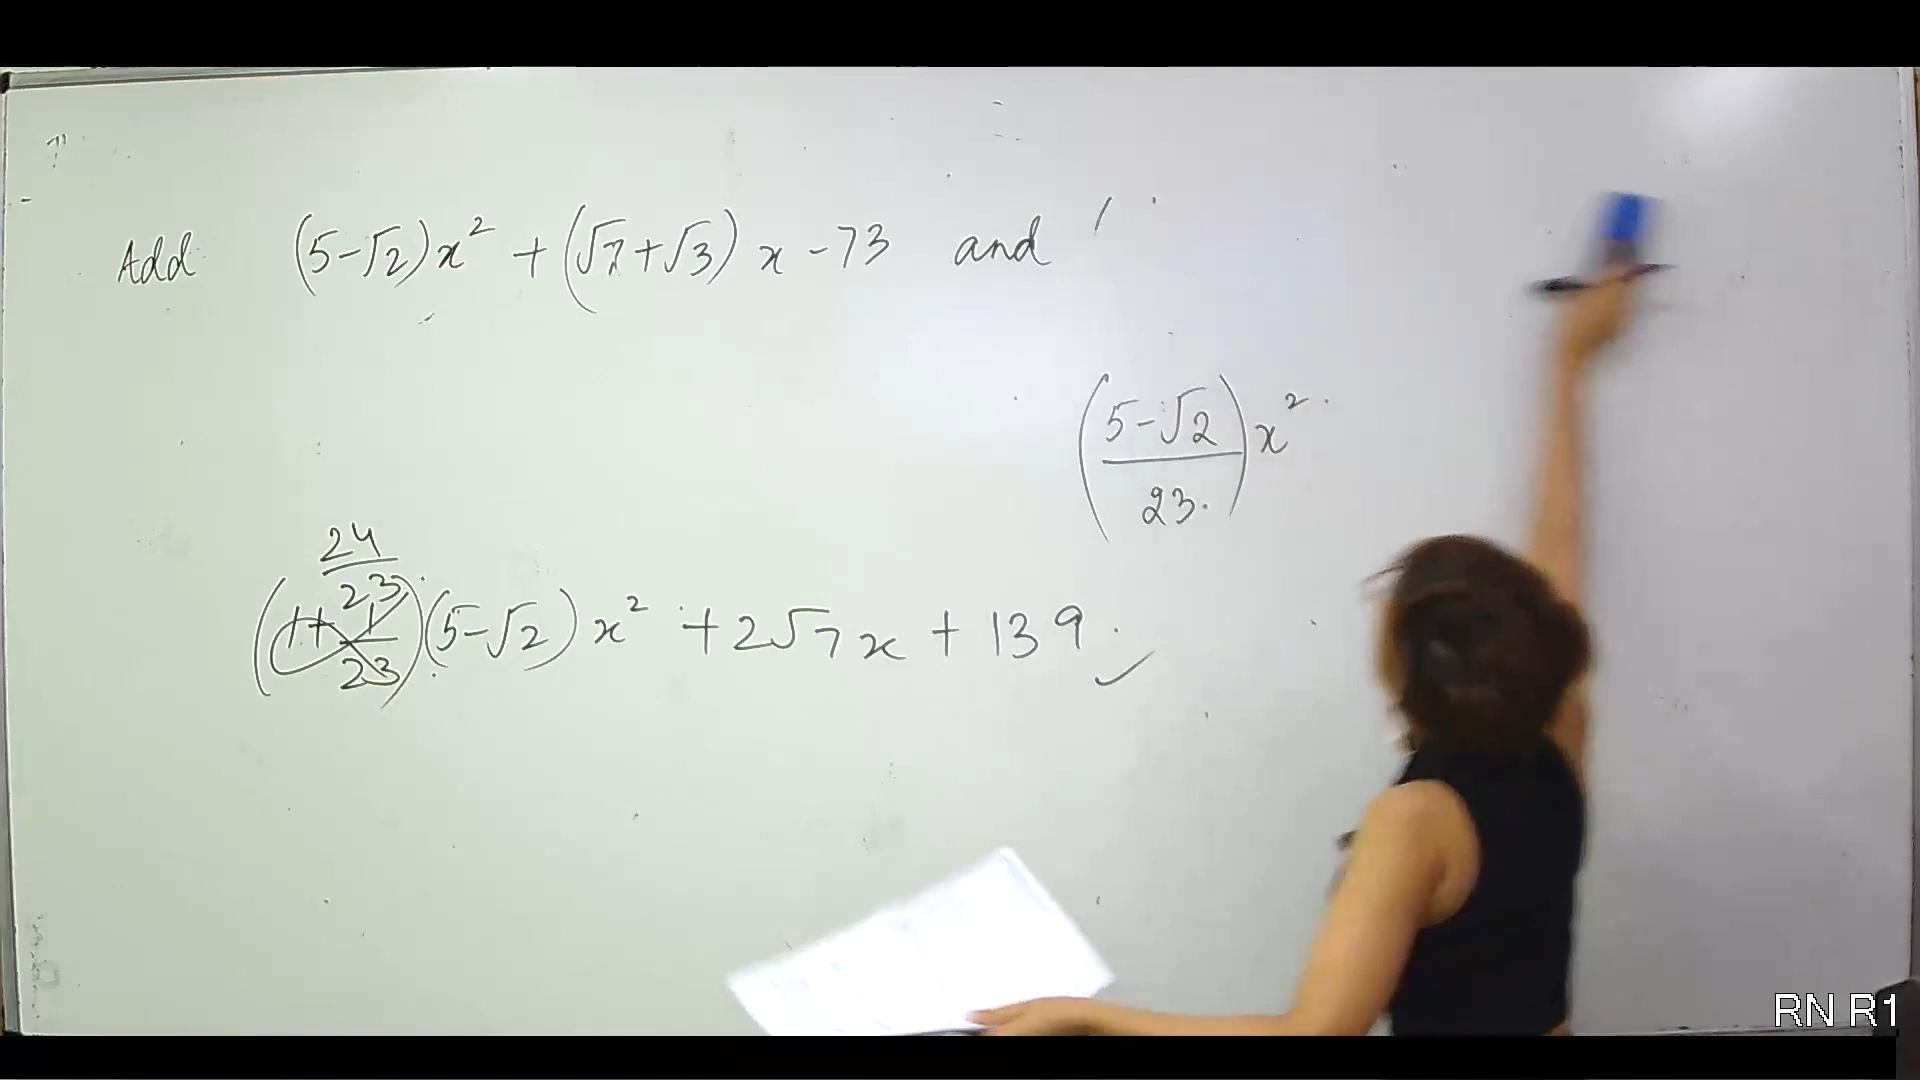 Add (5-√2)x² + (√7+√3) x - 73 and (
(5-√2/23.)x²
24/23
(1+1/23)(5-√2)x² + 2√7x + 139.
RN R1